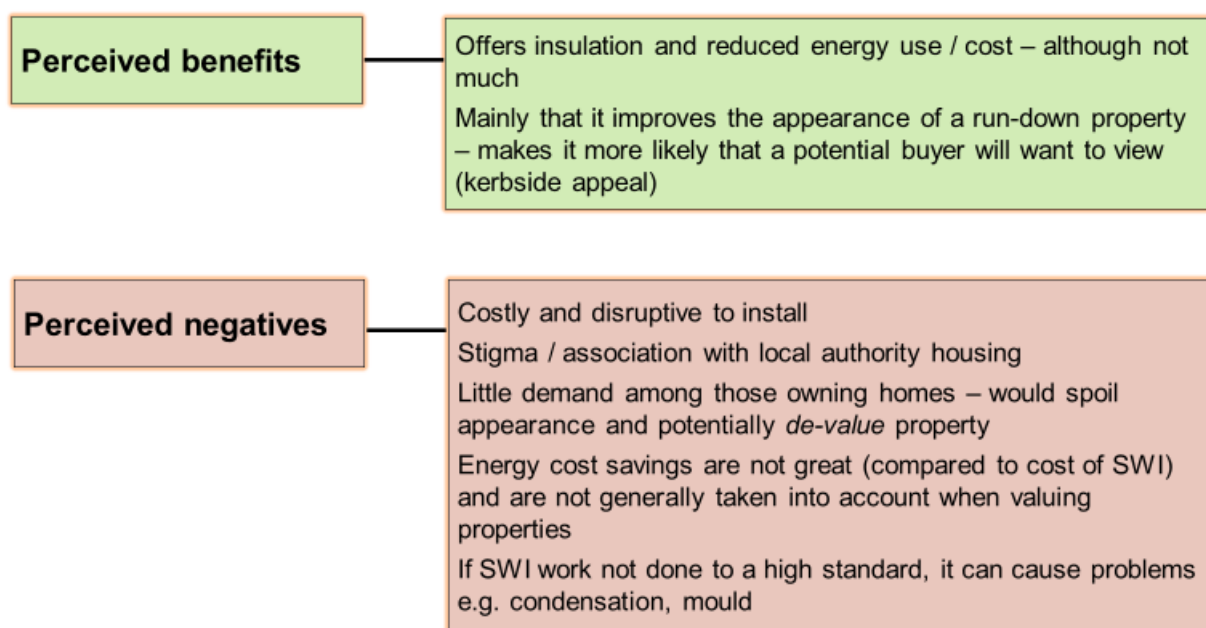 Perceived benefits
Offers insulation and reduced energy use / cost – although not
much
Mainly that it improves the appearance of a run-down property
– makes it more likely that a potential buyer will want to view
(kerbside appeal)
Perceived negatives
Costly and disruptive to install
Stigma / association with local authority housing
Little demand among those owning homes – would spoil
appearance and potentially de-value property
Energy cost savings are not great (compared to cost of SWI)
and are not generally taken into account when valuing
properties
If SWI work not done to a high standard, it can cause problems
e.g. condensation, mould